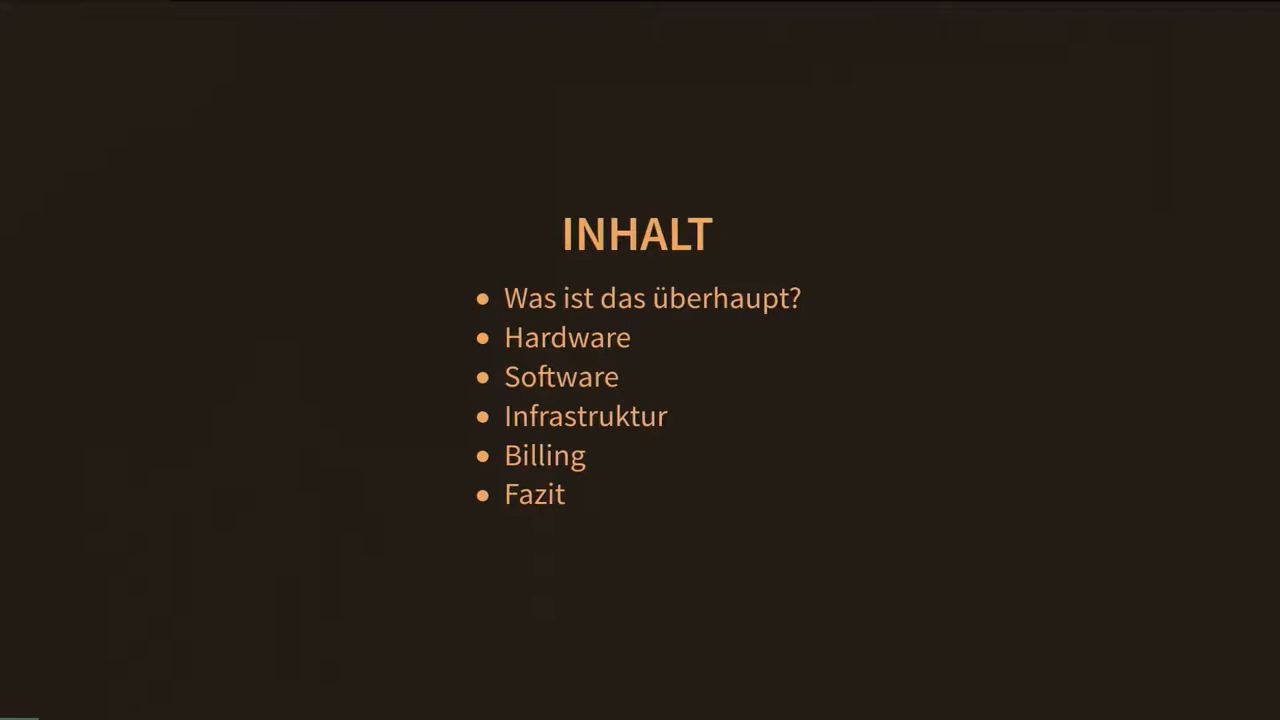 INHALT
Was ist das überhaupt?
Hardware
Software
Infrastruktur
Billing
Fazit